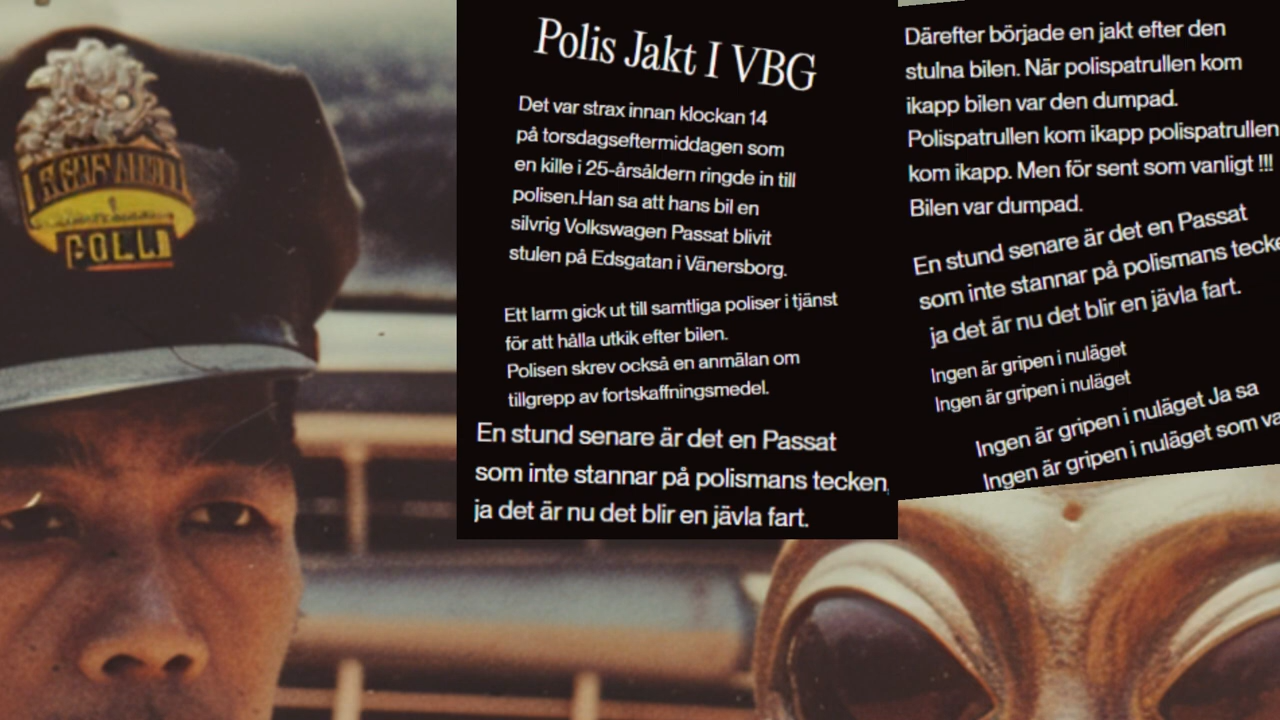 Polis Jakt I VBG
Det var strax innan klockan 14
på torsdagseftermiddagen som
en kille i 25-årsåldern ringde in till
polisen.Han sa att hans bil en
silvrig Volkswagen Passat blivit
stulen på Edsgatan i Vänersborg.
Ett larm gick ut till samtliga poliser i tjänst
för att hålla utkik efter bilen.
Polisen skrev också en anmälan om
tillgrepp av fortskaffningsmedel.
En stund senare är det en Passat
som inte stannar på polismans tecken,
ja det är nu det blir en jävla fart.
Därefter började en jakt efter den
stulna bilen. När polispatrullen kom
ikapp bilen var den dumpad.
Polispatrullen kom ikapp polispatrullen
kom ikapp. Men för sent som vanligt !!!
Bilen var dumpad.
En stund senare är det en Passat
som inte stannar på polismans tecke
ja det är nu det blir en jävla fart.
Ingen är gripen i nuläget
Ingen är gripen i nuläget
Ingen är gripen i nuläget Ja sa
Ingen är gripen i nuläget som va